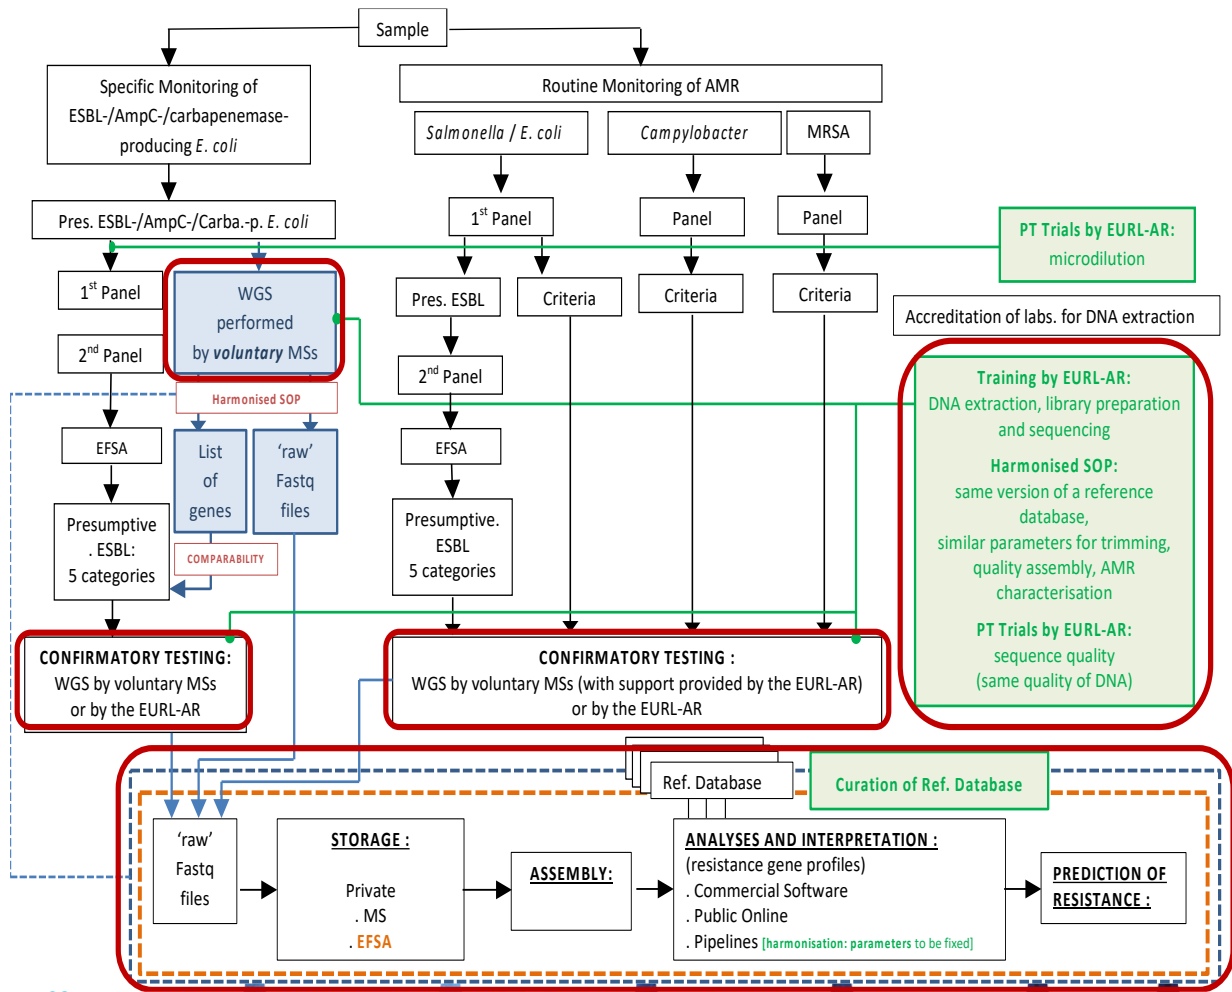 Sample
Specific Monitoring of
ESBL-/AmpC-/carbapenemase-
producing E. coli
Routine Monitoring of AMR
Salmonella / E. coli
Campylobacter
MRSA
Pres. ESBL-/AmpC-/Carba.-p. E. coli
1st Panel
Panel
Panel
PT Trials by EURL-AR:
microdilution
1st Panel
WGS
performed
by voluntary MSs
Pres. ESBL
Criteria
Criteria
Criteria
Accreditation of labs. for DNA extraction
2nd Panel
2nd Panel
Harmonised SOP
Training by EURL-AR:
DNA extraction, library preparation
and sequencing
Harmonised SOP:
same version of a reference
database,
similar parameters for trimming,
quality assembly, AMR
characterisation
PT Trials by EURL-AR:
sequence quality
(same quality of DNA)
EFSA
List
of
genes
'raw'
Fastq
files
EFSA
Presumptive
. ESBL:
5 categories
COMPARABILITY
Presumptive.
ESBL
5 categories
CONFIRMATORY TESTING:
WGS by voluntary MSs
or by the EURL-AR
CONFIRMATORY TESTING :
WGS by voluntary MSs (with support provided by the EURL-AR)
or by the EURL-AR
Ref. Database
Curation of Ref. Database
'raw'
Fastq
files
STORAGE :
Private
. MS
. EFSA
ASSEMBLY:
ANALYSES AND INTERPRETATION :
(resistance gene profiles)
. Commercial Software
. Public Online
. Pipelines [harmonisation: parameters to be fixed]
PREDICTION OF
RESISTANCE :